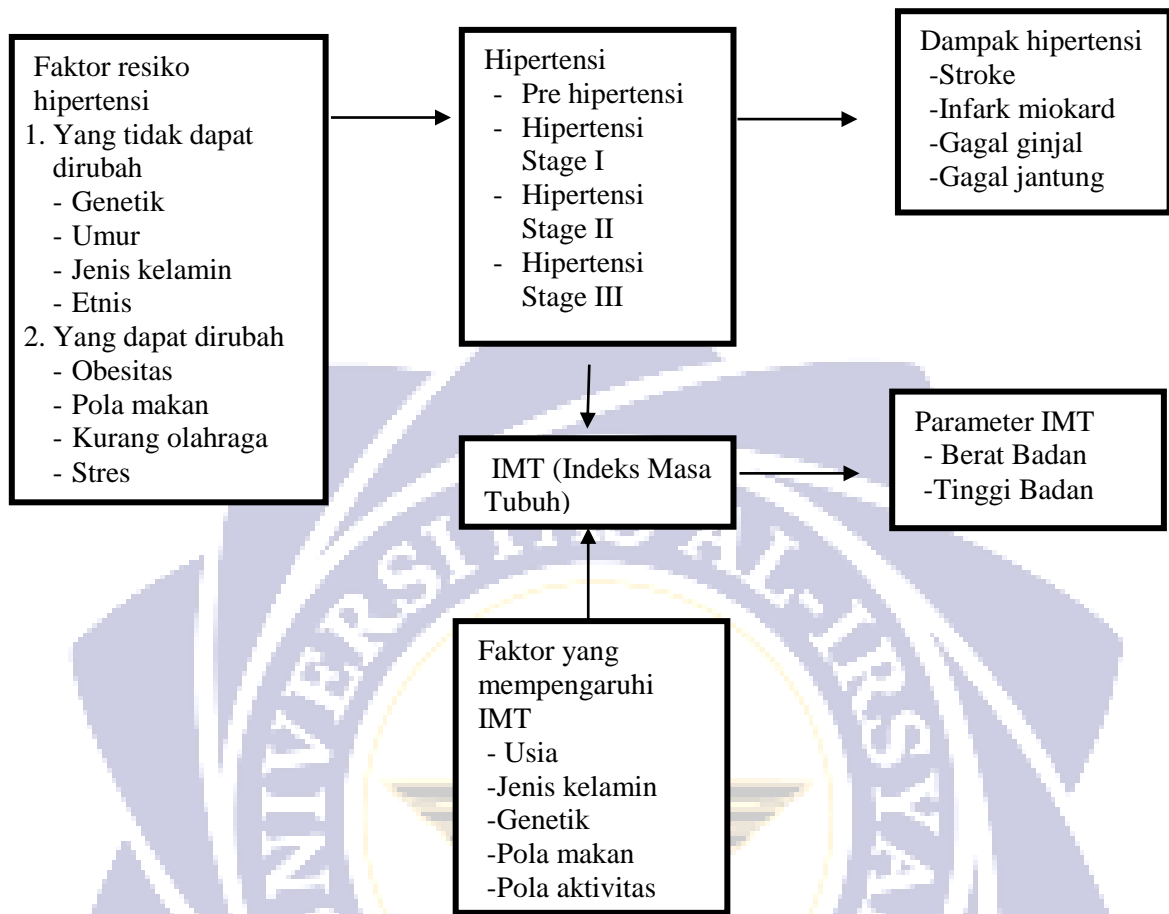 Faktor resiko
hipertensi
1. Yang tidak dapat
dirubah
- Genetik
- Umur
- Jenis kelamin
- Etnis
2. Yang dapat dirubah
- Obesitas
- Pola makan
- Kurang olahraga
- Stres
Hipertensi
- Pre hipertensi
- Hipertensi
Stage I
- Hipertensi
Stage II
- Hipertensi
Stage III
Dampak hipertensi
-Stroke
-Infark miokard
-Gagal ginjal
-Gagal jantung
IMT (Indeks Masa
Tubuh)
Parameter IMT
- Berat Badan
-Tinggi Badan
Faktor yang
mempengaruhi
IMT
- Usia
-Jenis kelamin
-Genetik
-Pola makan
-Pola aktivitas
UNIVERSITAS AL-IRSYA